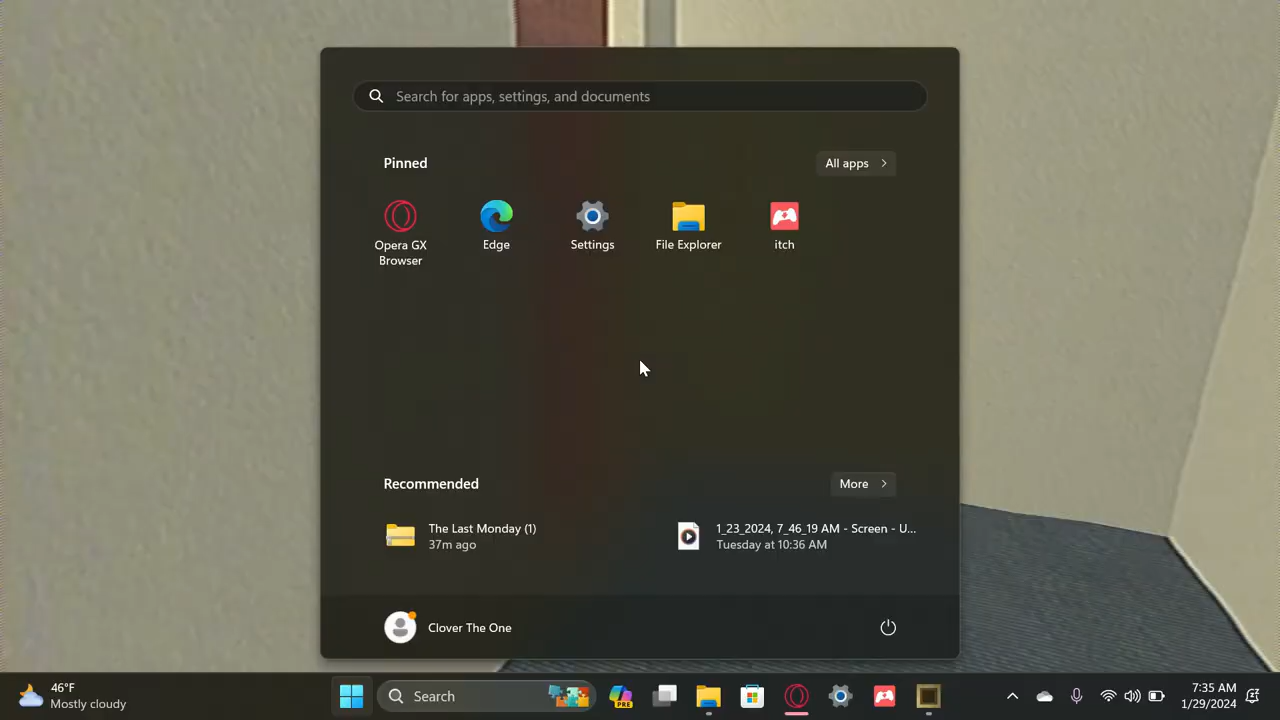 Search for apps, settings, and documents
Pinned
All apps
Opera GX
Browser
Edge
Settings
File Explorer
itch
Recommended
More
The Last Monday (1)
37m ago
1_23_2024, 7_46_19 AM - Screen - U...
Tuesday at 10:36 AM
Clover The One
46°F
Mostly cloudy
Search
PRE
7:35 AM
1/29/2024